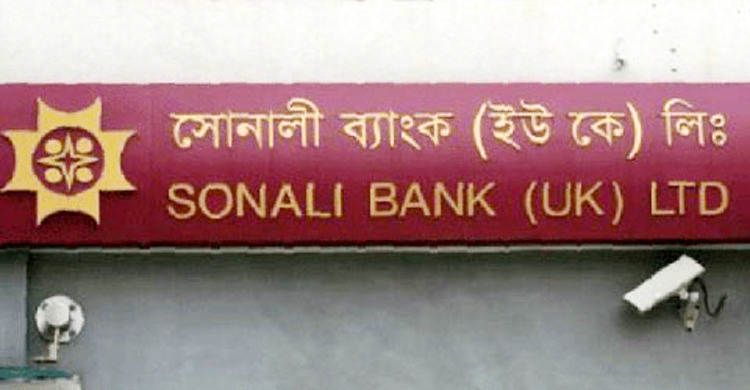 সোনালী ব্যাংক (ইউ কে) লিঃ
SONALI BANK (UK) LTD